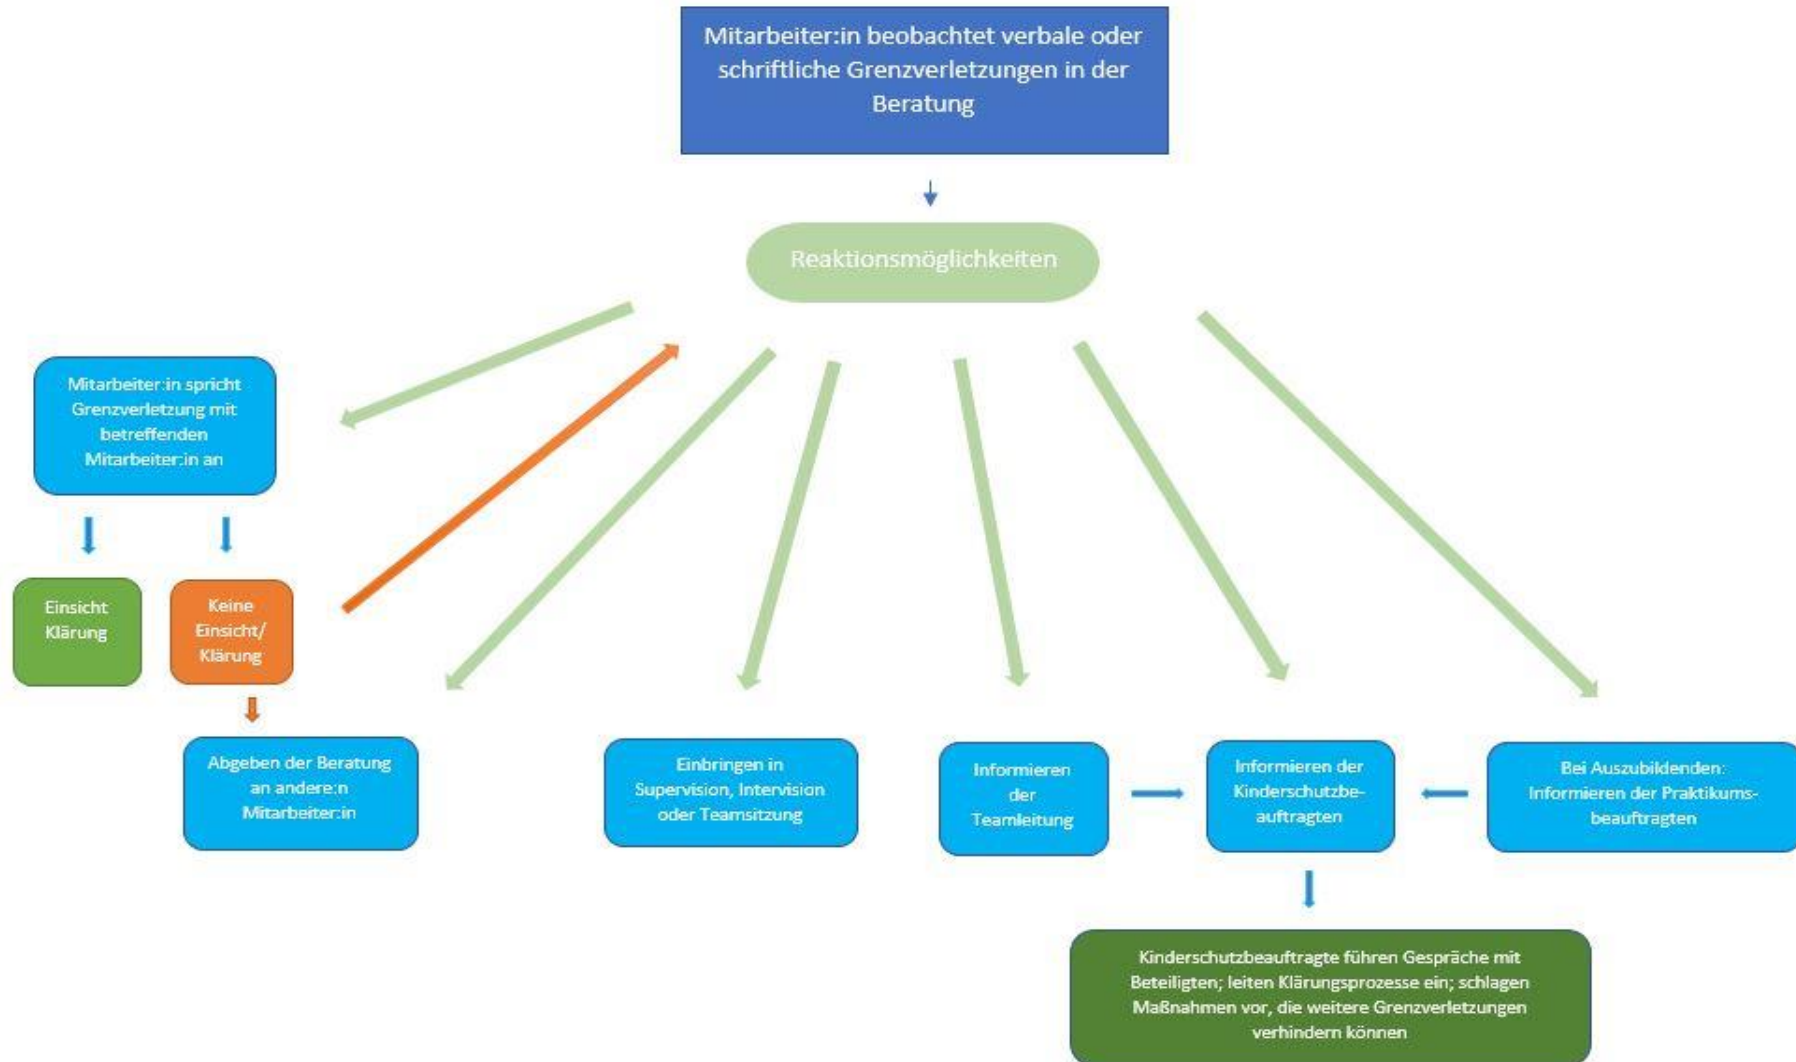 Mitarbeiter:in beobachtet verbale oder
schriftliche Grenzverletzungen in der
Beratung
Reaktionsmöglichkeiten
Mitarbeiter:in spricht
Grenzverletzung mit
betreffenden
Mitarbeiter:in an
Einsicht
Klärung
Keine
Einsicht/
Klärung
Abgeben der Beratung
an andere:n
Mitarbeiter:in
Einbringen in
Supervision, Intervision
oder Teamsitzung
Informieren
der
Teamleitung
Informieren der
Kinderschutzbe-
auftragten
Bei Auszubildenden:
Informieren der Praktikums-
beauftragten
Kinderschutzbeauftragte führen Gespräche mit
Beteiligten; leiten Klärungsprozesse ein; schlagen
Maßnahmen vor, die weitere Grenzverletzungen
verhindern können